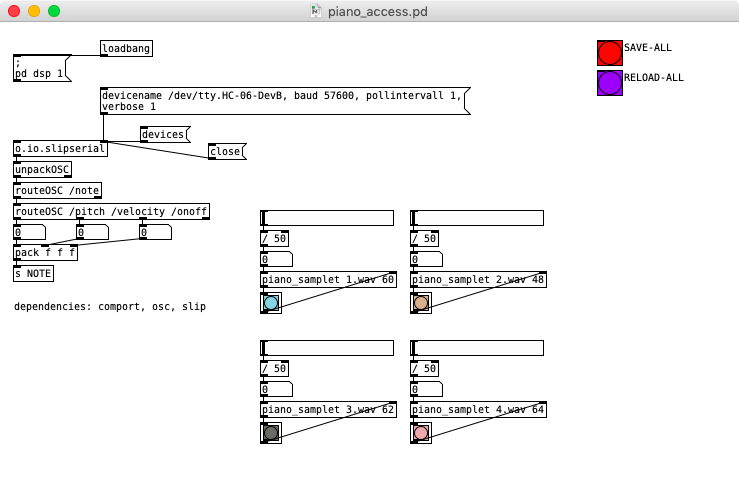 piano_access.pd
loadbang
;
pd dsp 1
SAVE-ALL
RELOAD-ALL
devicename /dev/tty.HC-06-DevB, baud 57600, pollintervall 1,
verbose 1
devices
close
o.io.slipserial
unpackOSC
routeOSC /note
routeOSC /pitch /velocity /onoff
0 0 0
pack f f f
s NOTE
dependencies: comport, osc, slip
/ 50
0
piano_samplet 1.wav 60
/ 50
0
piano_samplet 2.wav 48
/ 50
0
piano_samplet 3.wav 62
/ 50
0
piano_samplet 4.wav 64